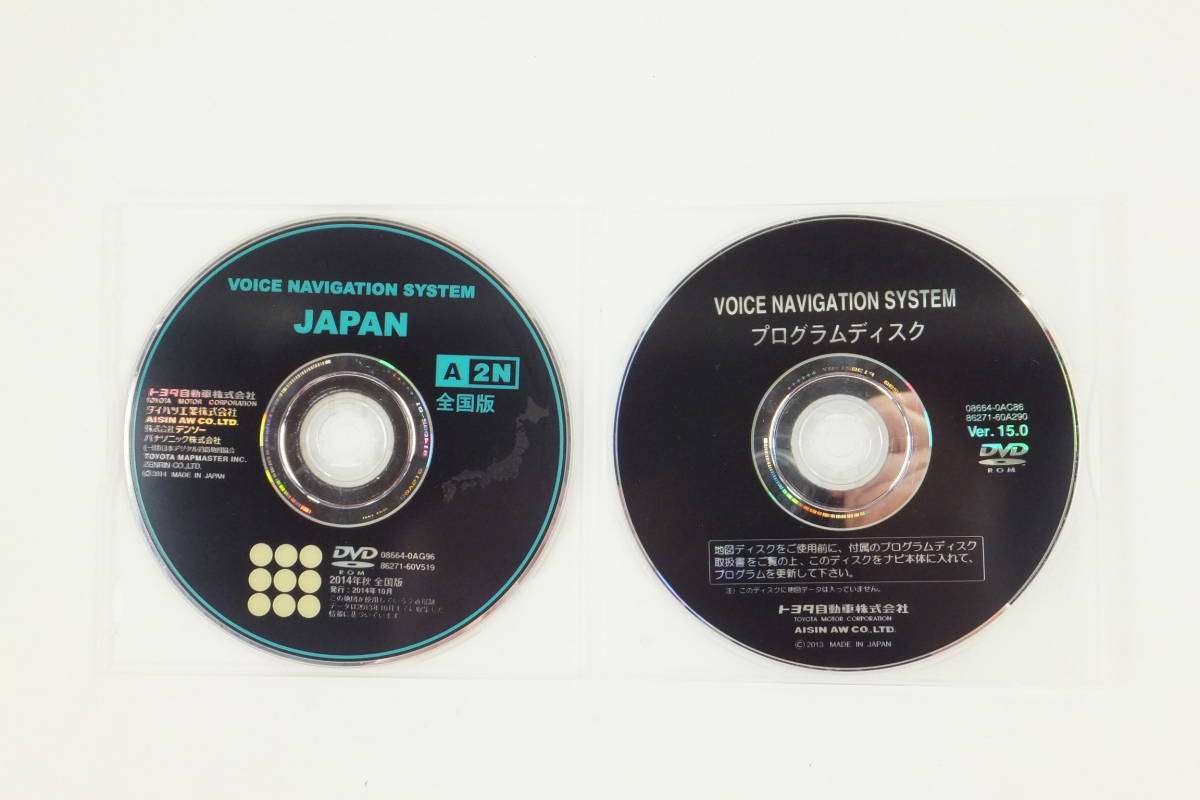 VOICE NAVIGATION SYSTEM
JAPAN
A 2N
全国版
トヨタ自動車株式会社
TOYOTA MOTOR CORPORATION
ダイハツ工業株式会社
AISIN AW CO.,LTD.
株式会社デンソー
パナソニック株式会社
TOYOTA MAPMASTER INC.
ZENRIN CO.,LTD.
©2014 MADE IN JAPAN
DVD
ROM
08664-0AG96
86271-60V519
2014年秋 全国版
発行:2014年10月
情報に基づいています
VOICE NAVIGATION SYSTEM
プログラムディスク
08664-0AC86
86271-60A290
Ver. 15.0
DVD
ROM
地図ディスクをご使用前に、付属のプログラムディスク
取扱書をご覧の上、このディスクをナビ本体に入れて、
プログラムを更新して下さい。
注)このディスクに地図データは入っていません。
トヨタ自動車株式会社
TOYOTA MOTOR CORPORATION
AISIN AW CO.,LTD.
©2013 MADE IN JAPAN